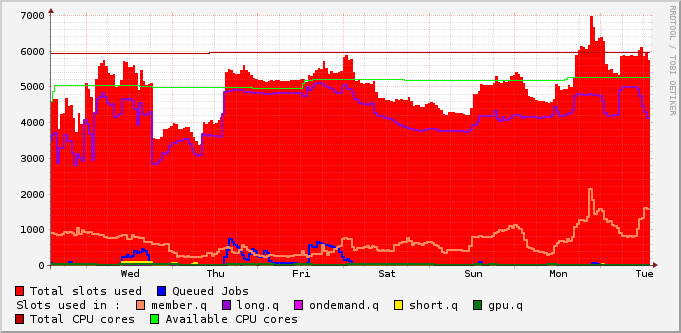 7000
6000
5000
4000
3000
2000
1000
0
Wed Thu Fri Sat Sun Mon Tue
RRDTOOL / TOBI OETIKER
Total slots used Queued Jobs
Slots used in : member.q long.q ondemand.q short.q gpu.q
Total CPU cores Available CPU cores